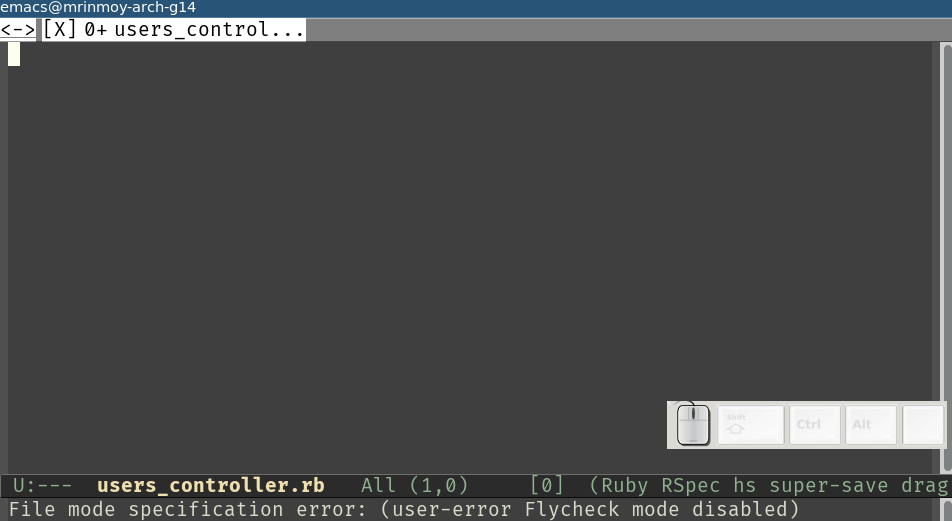 emacs@mrinmoy-arch-g14
<-> [X] 0+ users_control...
Shift
Ctrl Alt
U:--- users_controller.rb All (1,0) [0] (Ruby RSpec hs super-save drag
File mode specification error: (user-error Flycheck mode disabled)